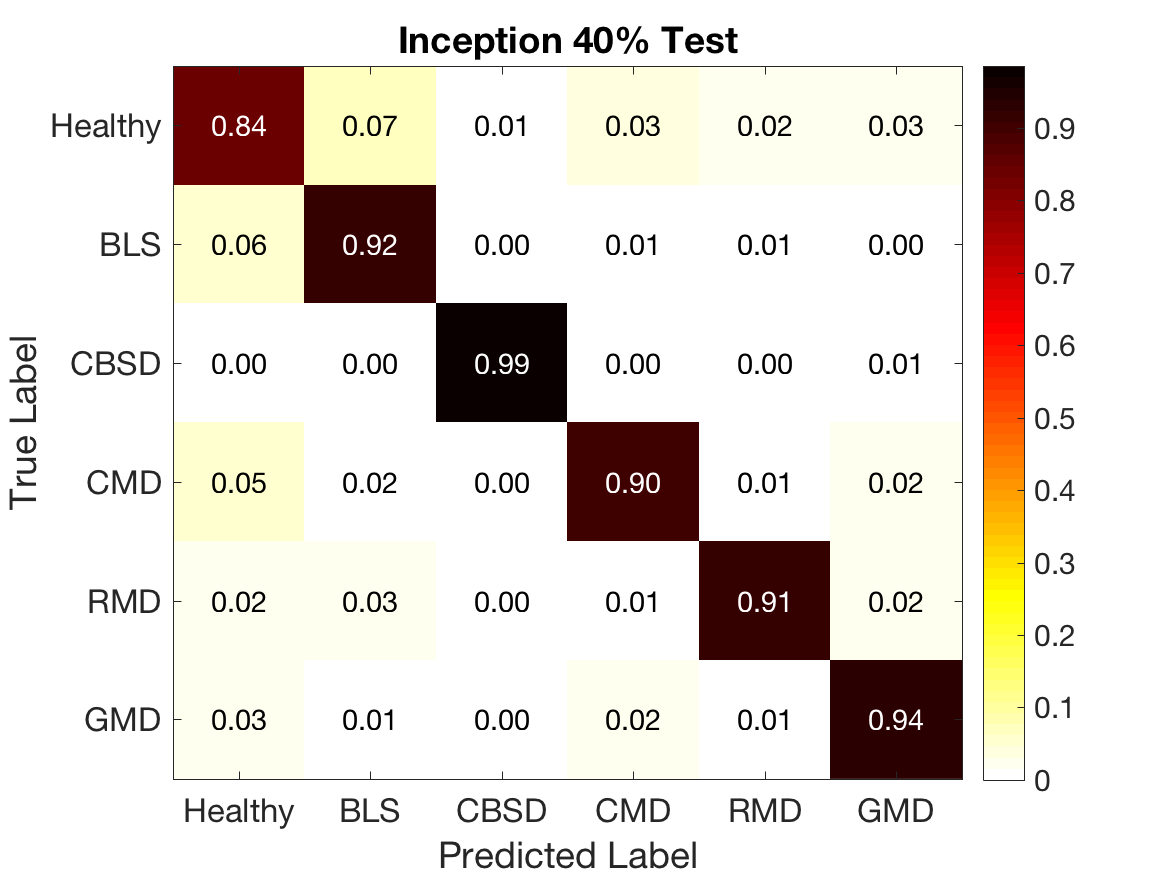 Inception 40% Test
Healthy 0.84 0.07 0.01 0.03 0.02 0.03 0.9
0.8
BLS 0.06 0.92 0.00 0.01 0.01 0.00
0.7
CBSD 0.00 0.00 0.99 0.00 0.00 0.01
0.6
0.5
CMD 0.05 0.02 0.00 0.90 0.01 0.02
0.4
0.3
RMD 0.02 0.03 0.00 0.01 0.91 0.02
0.2
GMD 0.03 0.01 0.00 0.02 0.01 0.94
0.1
0
True Label
Healthy BLS CBSD CMD RMD GMD
Predicted Label